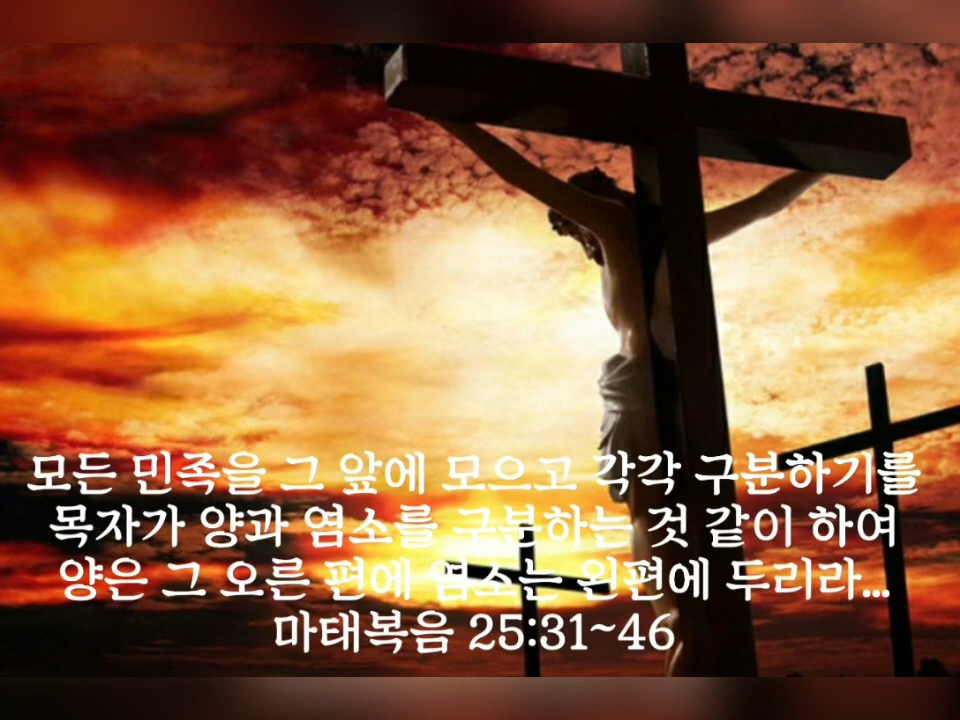 모든 민족을 그 앞에 모으고 각각 구분하기를
목자가 양과 염소를 구분하는 것 같이 하여
양은 그 오른 편에 염소는 왼편에 두리라...
마태복음 25:31~46